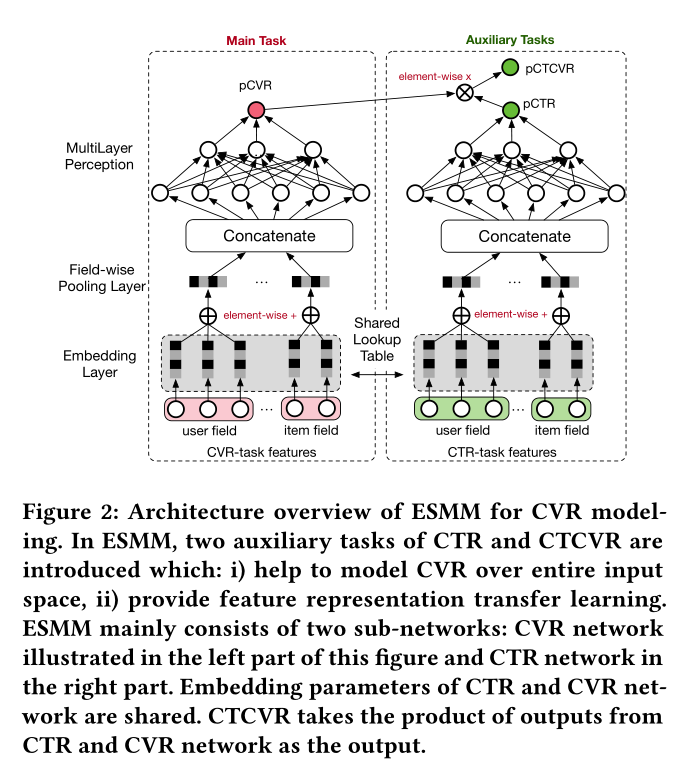 Main Task
Auxiliary Tasks
pCTCVR
element-wise x
pCVR
pCTR
MultiLayer
Perception
Concatenate
Concatenate
Field-wise
Pooling Layer
...
...
element-wise +
element-wise +
Shared
Lookup
Table
Embedding
Layer
...
...
user field
item field
user field
item field
CVR-task features
CTR-task features
Figure 2: Architecture overview of ESMM for CVR model-
ing. In ESMM, two auxiliary tasks of CTR and CTCVR are
introduced which: i) help to model CVR over entire input
space, ii) provide feature representation transfer learning.
ESMM mainly consists of two sub-networks: CVR network
illustrated in the left part of this figure and CTR network in
the right part. Embedding parameters of CTR and CVR net-
work are shared. CTCVR takes the product of outputs from
CTR and CVR network as the output.